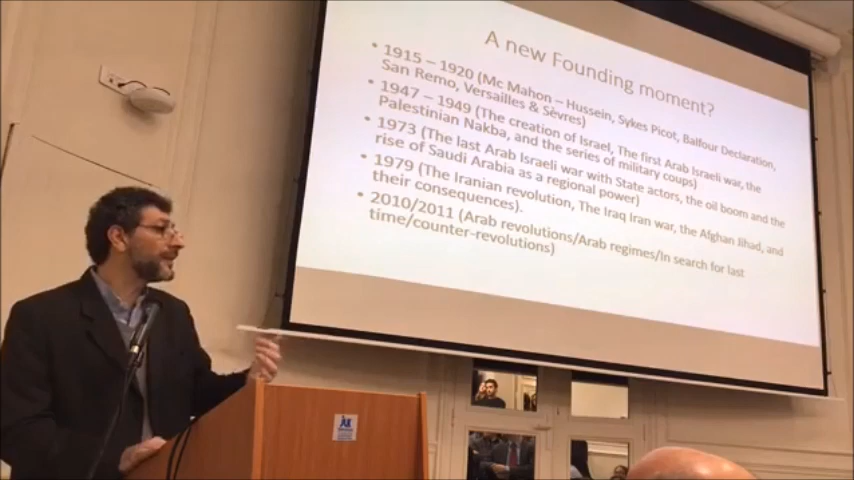 A new Founding moment?
• 1915 – 1920 (Mc Mahon – Hussein, Sykes Picot, Balfour Declaration,
San Remo, Versailles & Sèvres)
• 1947 – 1949 (The creation of Israel, The first Arab Israeli war, the
Palestinian Nakba, and the series of military coups)
• 1973 (The last Arab Israeli war with State actors, the oil boom and the
rise of Saudi Arabia as a regional power)
• 1979 (The Iranian revolution, The Iraq Iran war, the Afghan Jihad, and
their consequences).
• 2010/2011 (Arab revolutions/Arab regimes/In search for last
time/counter-revolutions)